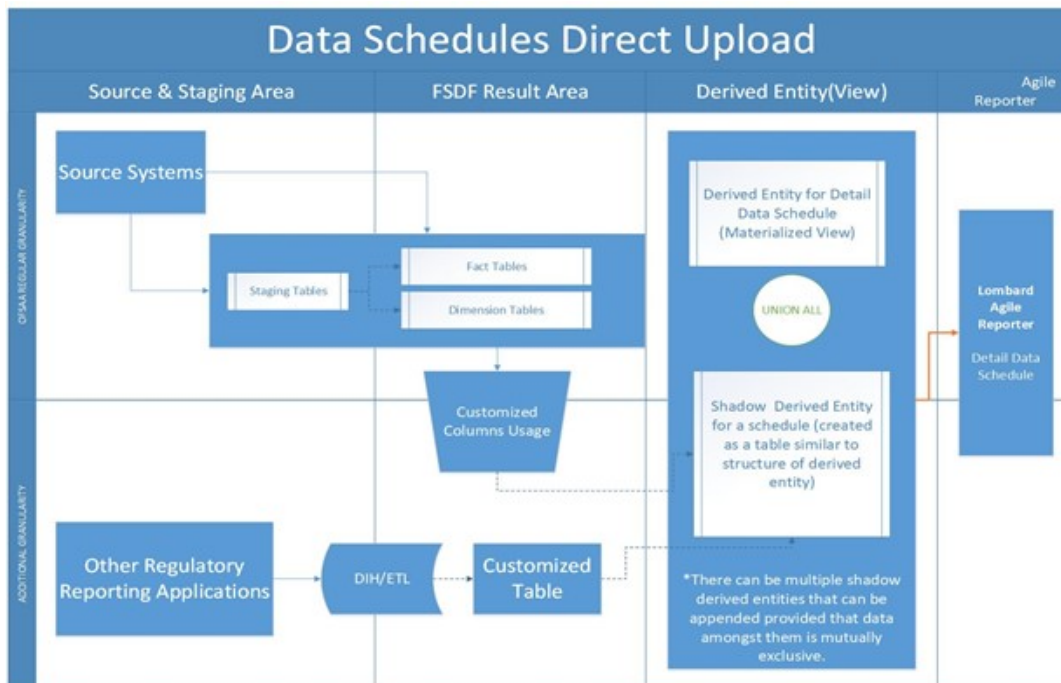 Data Schedules Direct Upload
Source & Staging Area
FSDF Result Area
Derived Entity(View)
Agile
Reporter
OFSAA REGULAR GRANULARITY
Source Systems
Staging Tables
Fact Tables
Dimension Tables
Derived Entity for Detail
Data Schedule
(Materialized View)
UNION ALL
Lombard
Agile
Reporter
Detail Data
Schedule
Customized
Columns Usage
Shadow Derived Entity
for a schedule (created
as a table similar to
structure of derived
entity)
ADDITIONAL GRANULARITY
Other Regulatory
Reporting Applications
DIH/ETL
Customized
Table
*There can be multiple shadow
derived entities that can be
appended provided that data
amongst them is mutually
exclusive.